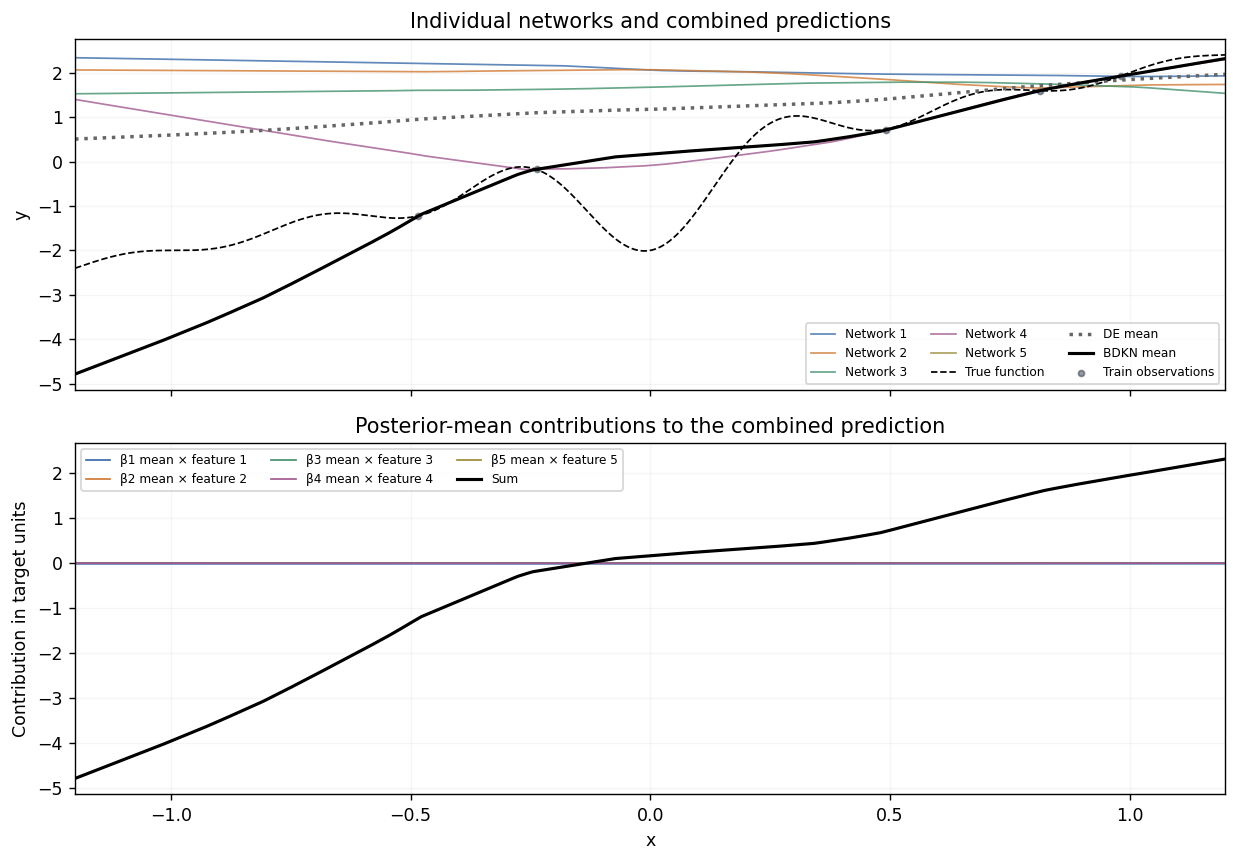 Individual networks and combined predictions
2
1
0
−1
−2
−3
−4
−5
y
Network 1
Network 2
Network 3
Network 4
Network 5
True function
DE mean
BDKN mean
Train observations
Posterior-mean contributions to the combined prediction
β1 mean × feature 1
β2 mean × feature 2
β3 mean × feature 3
β4 mean × feature 4
β5 mean × feature 5
Sum
2
1
0
−1
−2
−3
−4
−5
Contribution in target units
−1.0
−0.5
0.0
0.5
1.0
x